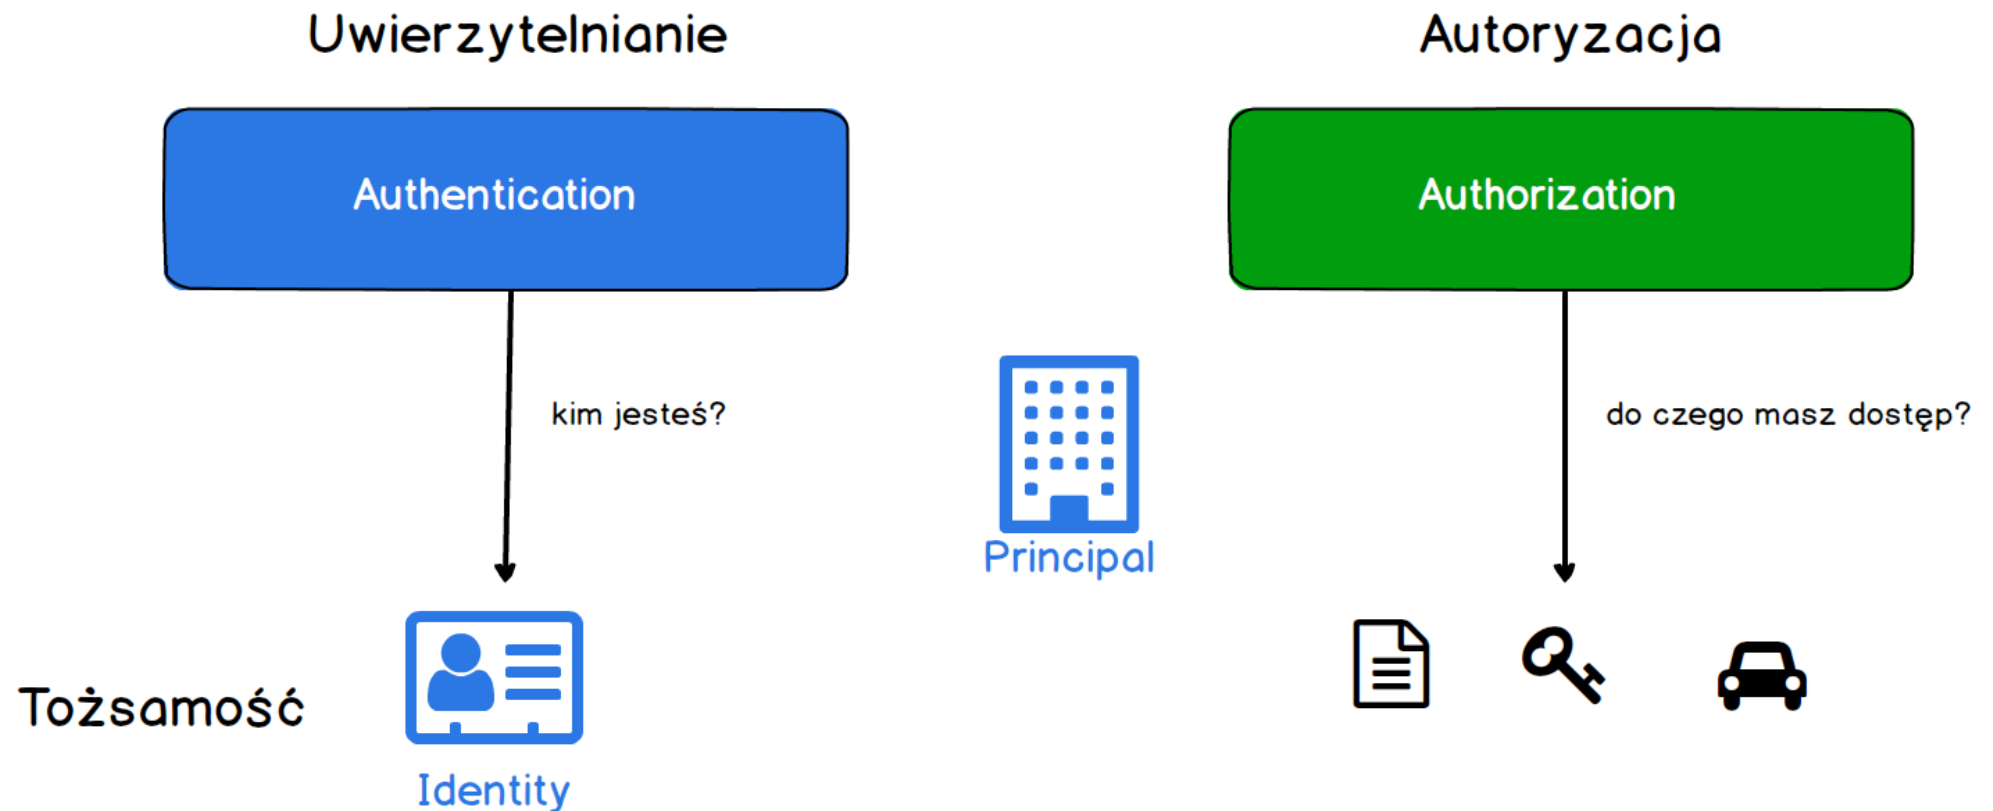 Uwierzytelnianie
Autoryzacja
Authentication
Authorization
kim jesteś?
do czego masz dostęp?
Principal
Tożsamość
Identity